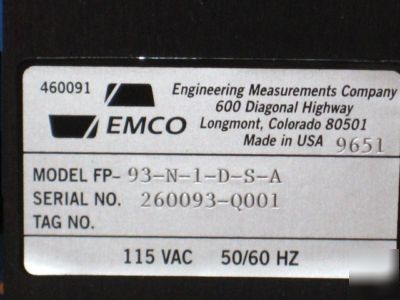 460091
EMCO
Engineering Measurements Company
600 Diagonal Highway
Longmont, Colorado 80501
Made in USA 9651
MODEL FP- 93-N-1-D-S-A
SERIAL NO. 260093-Q001
TAG NO.
115 VAC 50/60 HZ